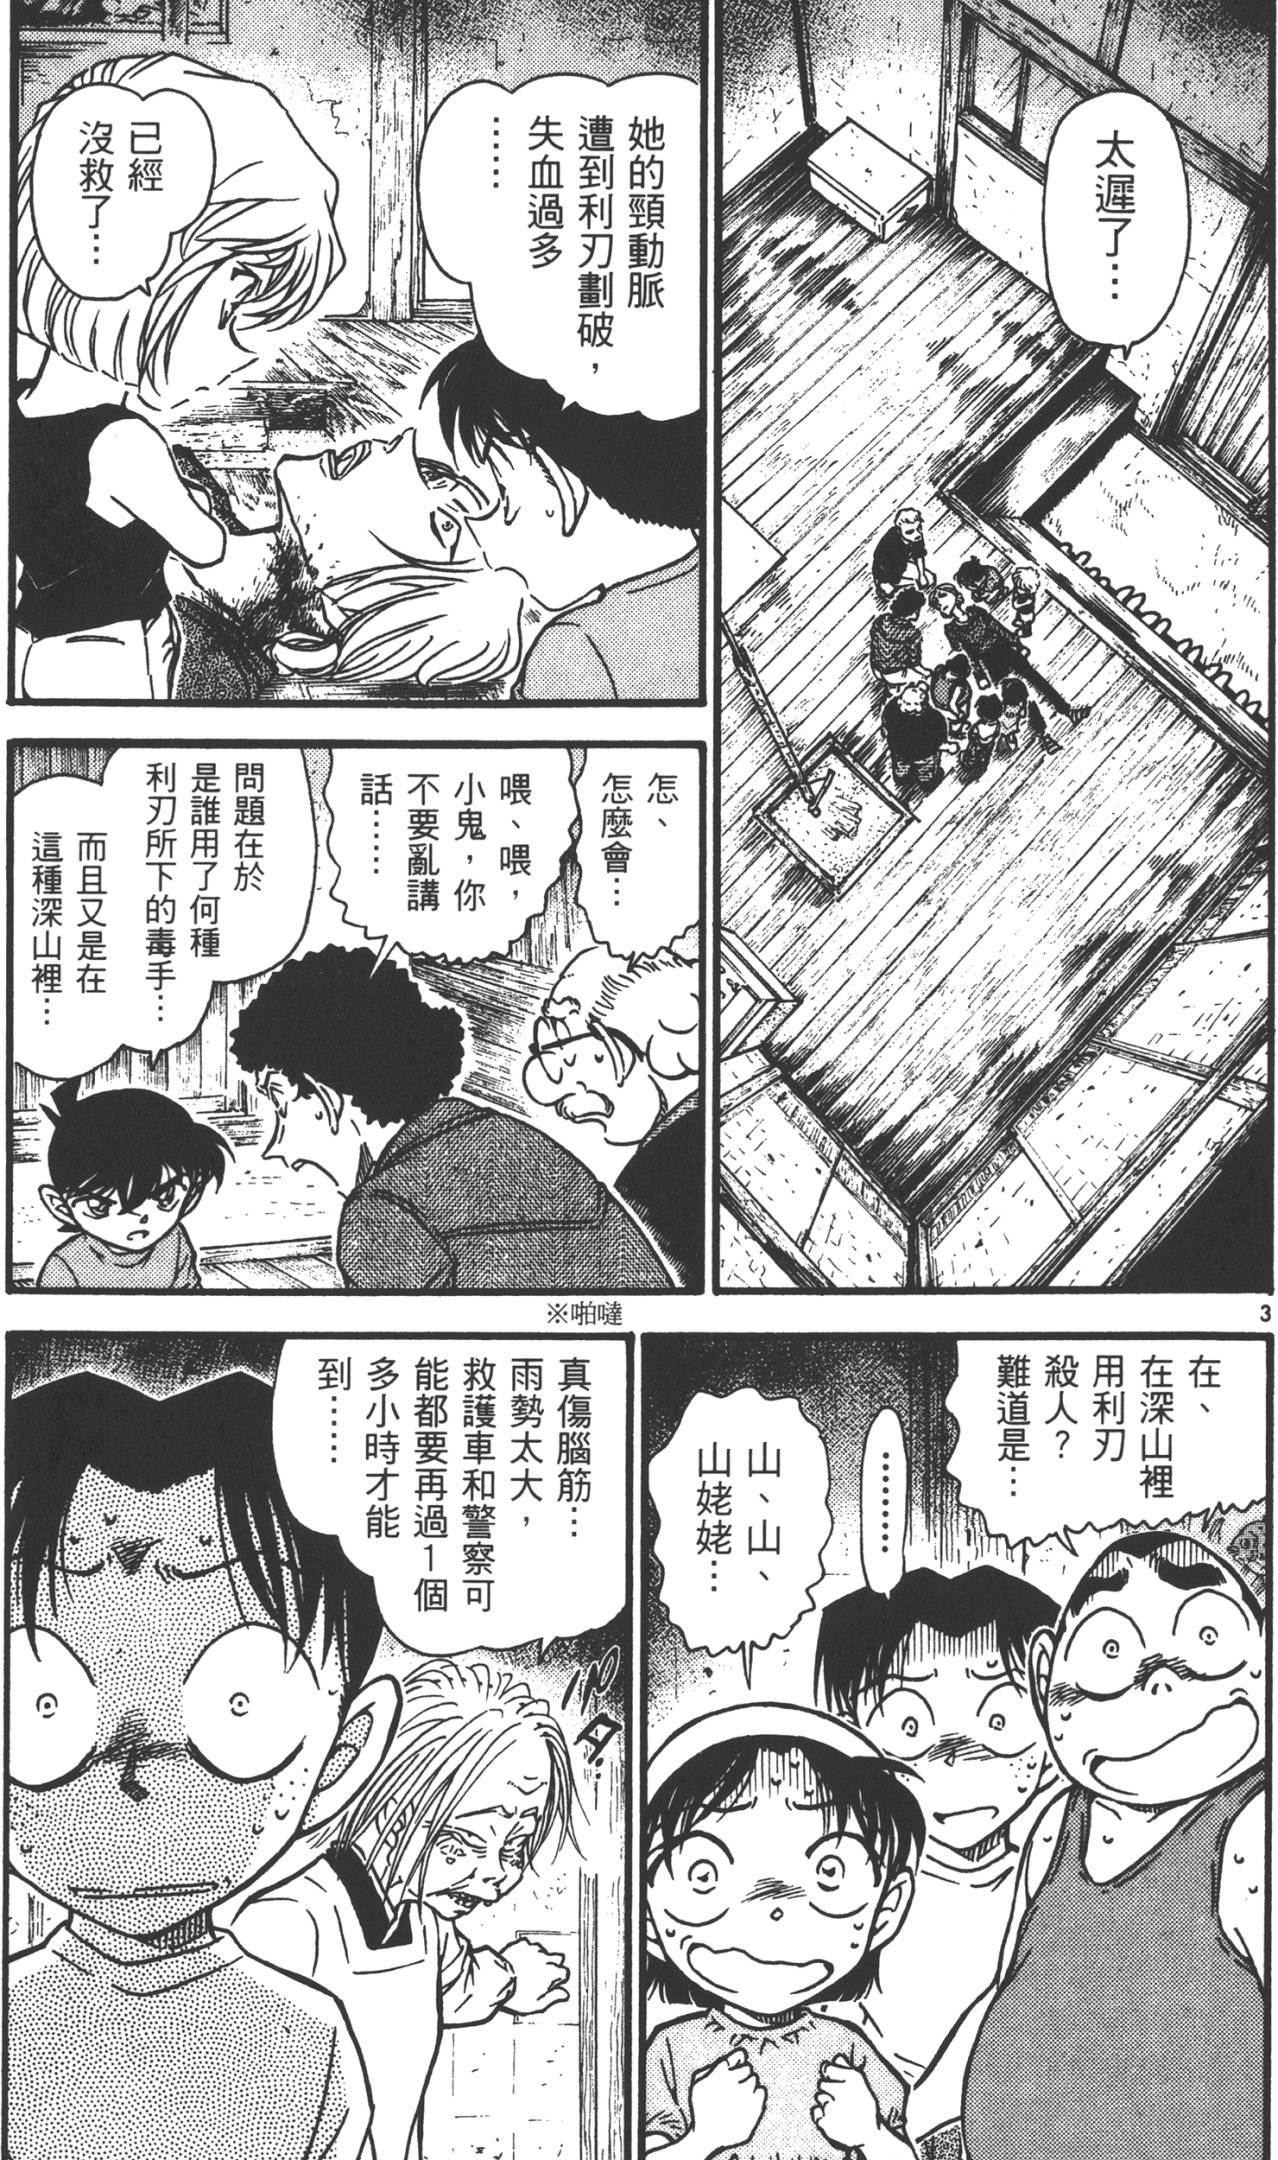 太遲了…
她的頸動脈
遭到利刃劃破，
失血過多
……
已經
沒救了…
怎、
怎麼會…
喂、喂，
小鬼，你
不要亂講
話……
問題在於
是誰用了何種
利刃所下的毒手…
而且又是在
這種深山裡…
3
※啪噠
在、
在深山裡
用利刃
殺人？
難道是…
………
山、山、
山姥姥…
真傷腦筋…
雨勢太大，
救護車和警察可
能都要再過1個
多小時才能
到……